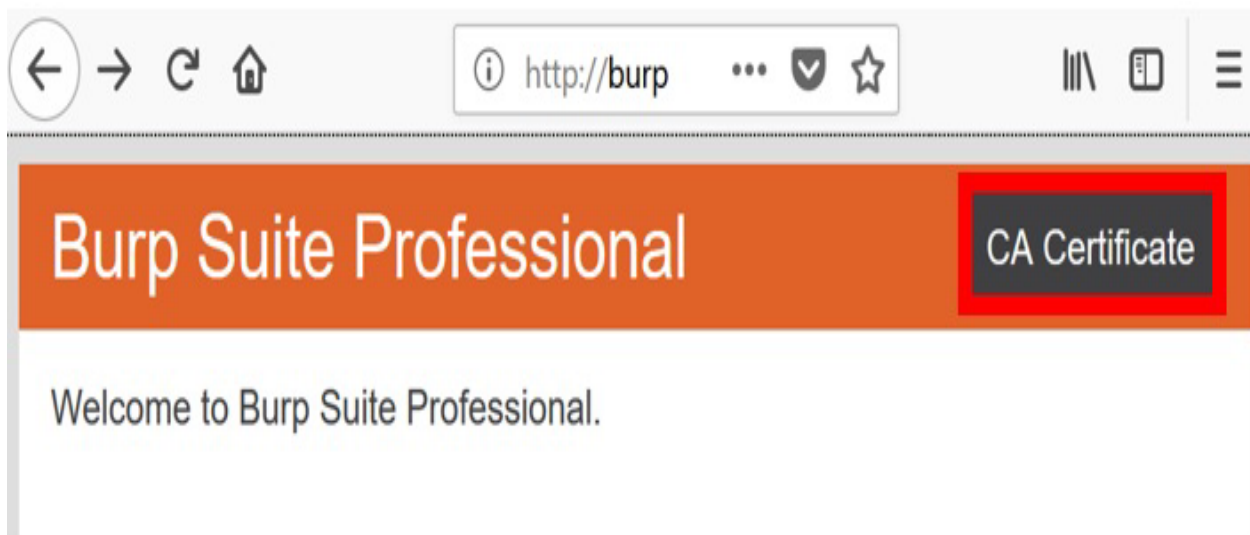 http://burp
Burp Suite Professional
CA Certificate
Welcome to Burp Suite Professional.